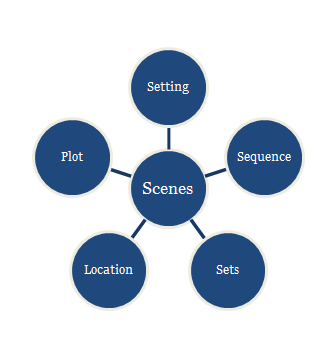 Setting
Plot
Sequence
Scenes
Location
Sets